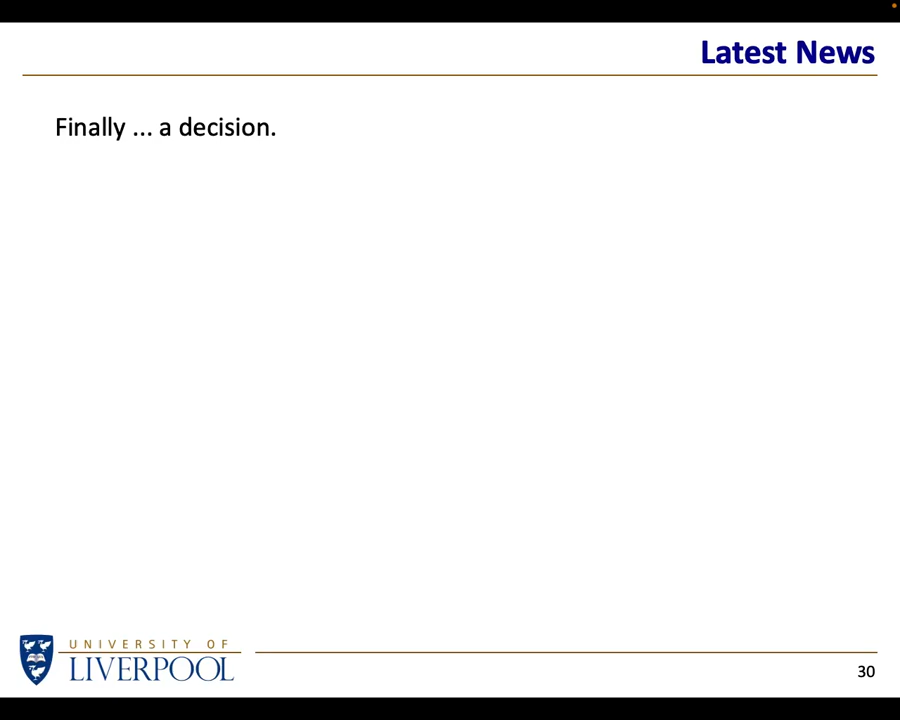 Latest News
Finally ... a decision.
UNIVERSITY OF
LIVERPOOL
30